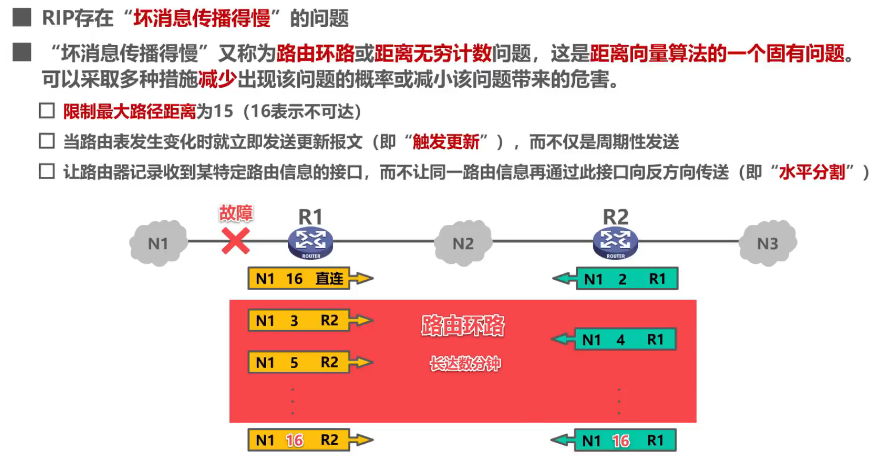 RIP存在“坏消息传播得慢”的问题
“坏消息传播得慢”又称为路由环路或距离无穷计数问题，这是距离向量算法的一个固有问题。
可以采取多种措施减少出现该问题的概率或减小该问题带来的危害。
限制最大路径距离为15（16表示不可达）
当路由表发生变化时就立即发送更新报文（即“触发更新”），而不仅是周期性发送
让路由器记录收到某特定路由信息的接口，而不让同一路由信息再通过此接口向反方向传送（即“水平分割”）
故障 R1 R2
N1 N2 N3
ROUTER ROUTER
N1 16 直连 N1 2 R1
N1 3 R2 路由环路
N1 4 R1
N1 5 R2 长达数分钟
N1 16 R2 N1 16 R1